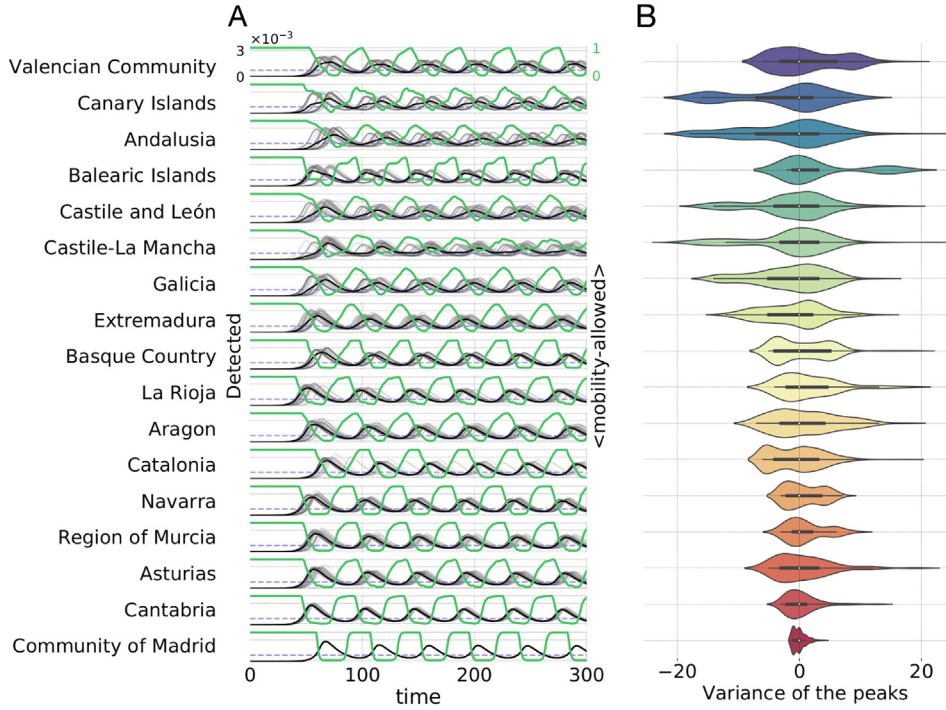 A
B
×10⁻³
3
0
1
0
Valencian Community
Canary Islands
Andalusia
Balearic Islands
Castile and León
Castile-La Mancha
Galicia
Extremadura
Basque Country
La Rioja
Aragon
Catalonia
Navarra
Region of Murcia
Asturias
Cantabria
Community of Madrid
Detected
<mobility-allowed>
0 100 200 300
time
−20 0 20
Variance of the peaks